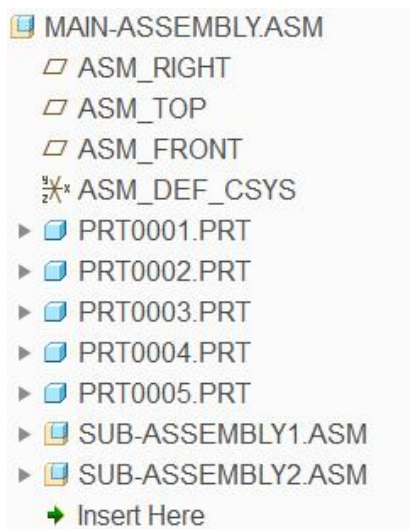 MAIN-ASSEMBLY.ASM
ASM_RIGHT
ASM_TOP
ASM_FRONT
ASM_DEF_CSYS
PRT0001.PRT
PRT0002.PRT
PRT0003.PRT
PRT0004.PRT
PRT0005.PRT
SUB-ASSEMBLY1.ASM
SUB-ASSEMBLY2.ASM
Insert Here